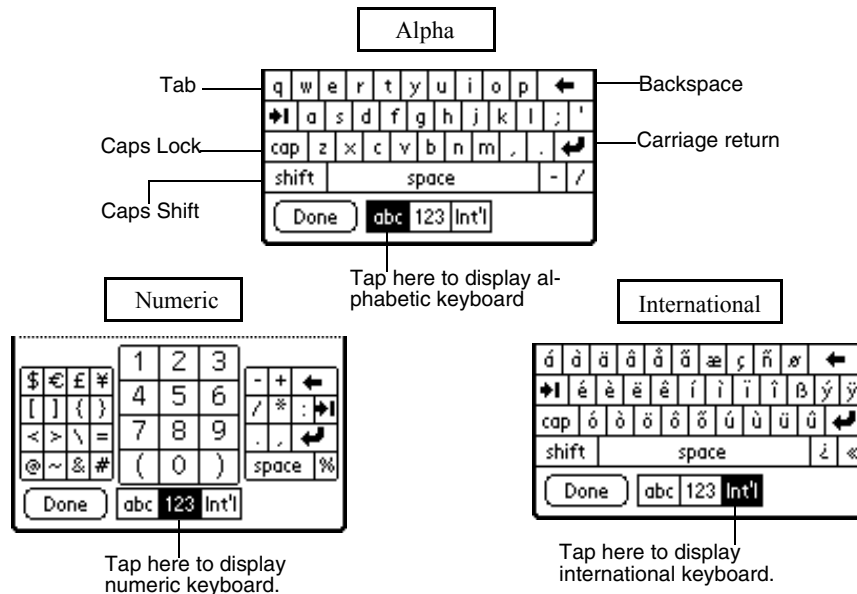 Alpha
Tab
q w e r t y u i o p
Backspace
a s d f g h j k l ; '
Caps Lock
cap z x c v b n m , .
Carriage return
shift space - /
Caps Shift
Done abc 123 Int'l
Tap here to display al-
phabetic keyboard
Numeric
1 2 3
$ € £ ¥ - +
4 5 6
[ ] { } / * :
7 8 9
< > \ = . ,
( 0 )
@ ~ & # space %
Done abc 123 Int'l
Tap here to display
numeric keyboard.
International
á à ä â å ã æ ç ñ ø
é è ë ê í ì ï î ß ý ÿ
cap ó ò ö ô õ ú ù ü û
shift space ¿ «
Done abc 123 Int'l
Tap here to display
international keyboard.